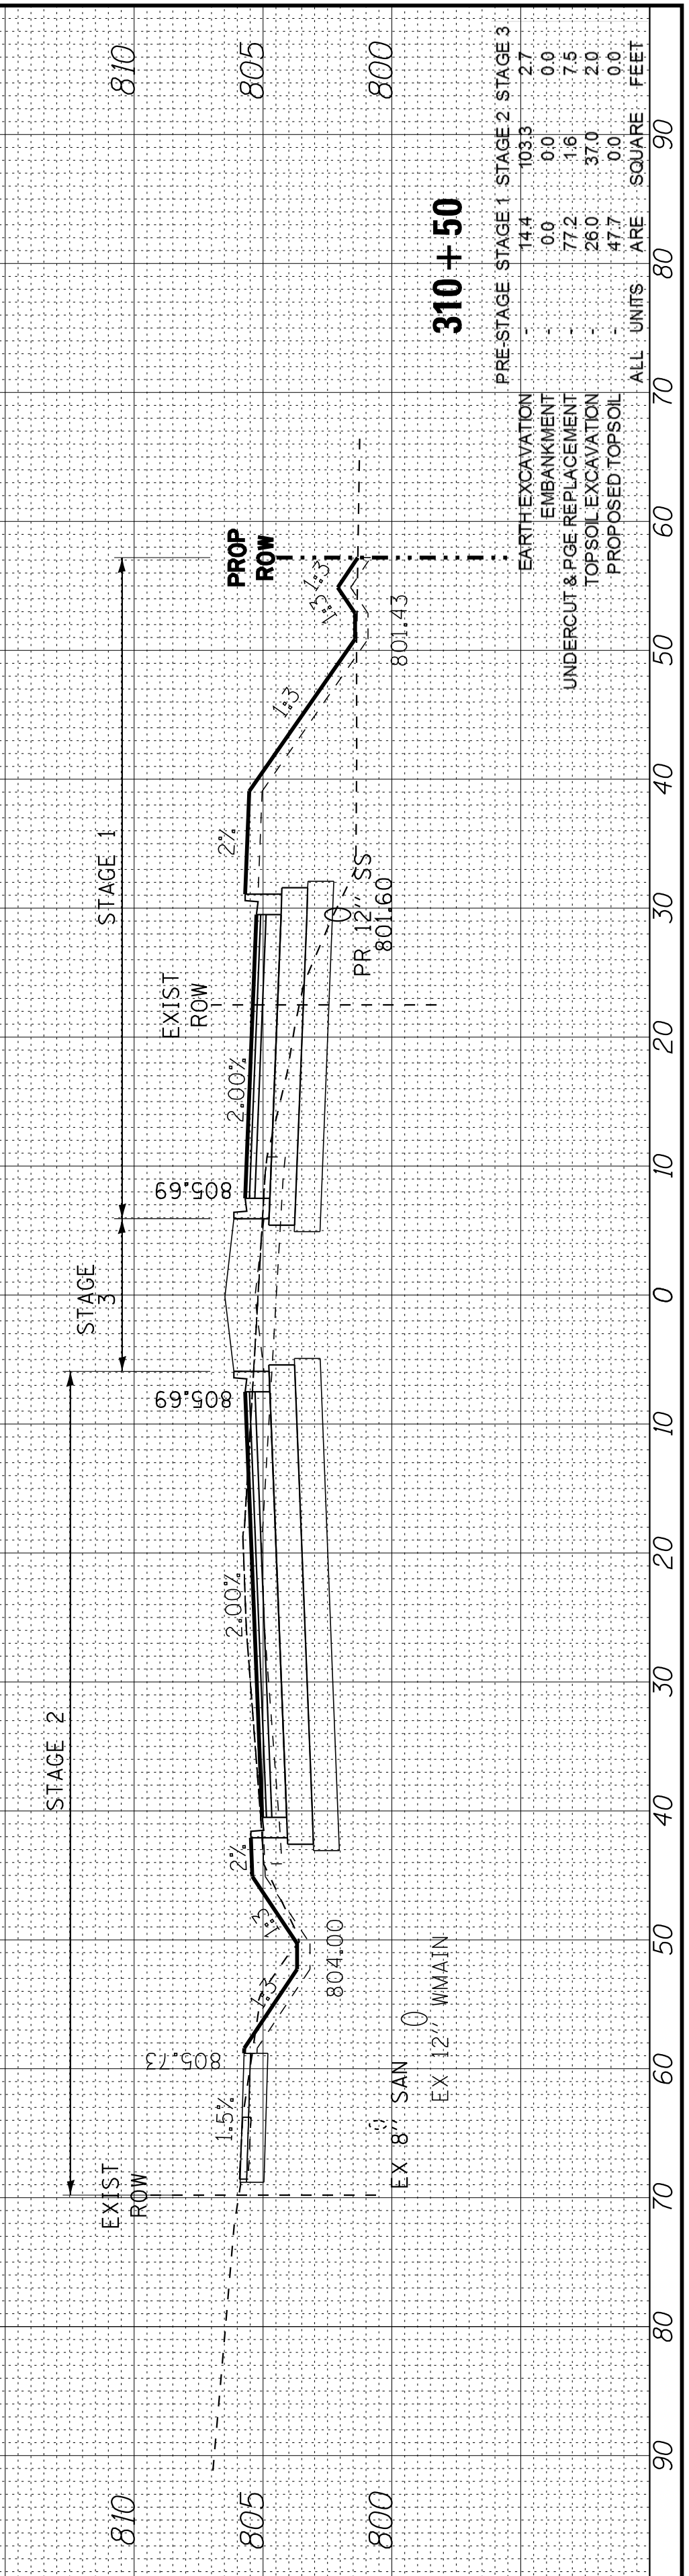 810
805
800
810
805
800
STAGE 2
STAGE
3
STAGE 1
EXIST
ROW
EXIST
ROW
PROP
ROW
1.5%
805.73
1:3
804.00
1:3
2%
2.00%
805.69
805.69
2.00%
2%
1:3
801.43
1:3
1:3
EX 8" SAN
EX 12" WMAIN
PR 12" SS
801.60
310+50
PRE-STAGE STAGE 1 STAGE 2 STAGE 3
EARTH EXCAVATION - 14.4 103.3 2.7
EMBANKMENT - 0.0 0.0 0.0
UNDERCUT & PGE REPLACEMENT - 77.2 1.6 7.5
TOPSOIL EXCAVATION - 26.0 37.0 2.0
PROPOSED TOPSOIL - 47.7 0.0 0.0
ALL UNITS ARE SQUARE FEET
90 80 70 60 50 40 30 20 10 0 10 20 30 40 50 60 70 80 90